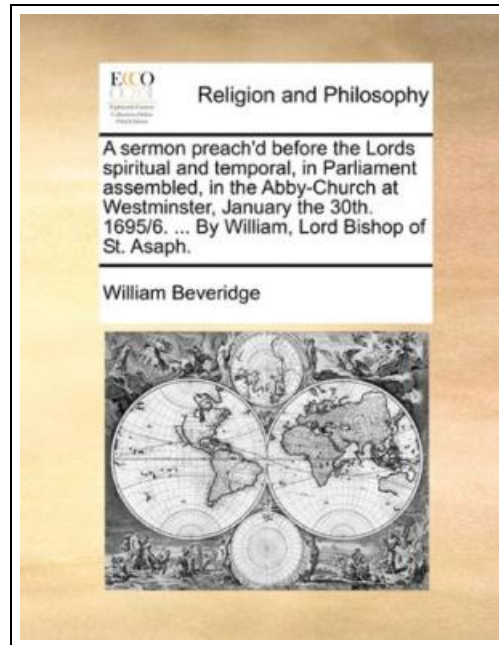 ECCO
Religion and Philosophy
A sermon preach'd before the Lords
spiritual and temporal, in Parliament
assembled, in the Abby-Church at
Westminster, January the 30th.
1695/6. ... By William, Lord Bishop of
St. Asaph.
William Beveridge